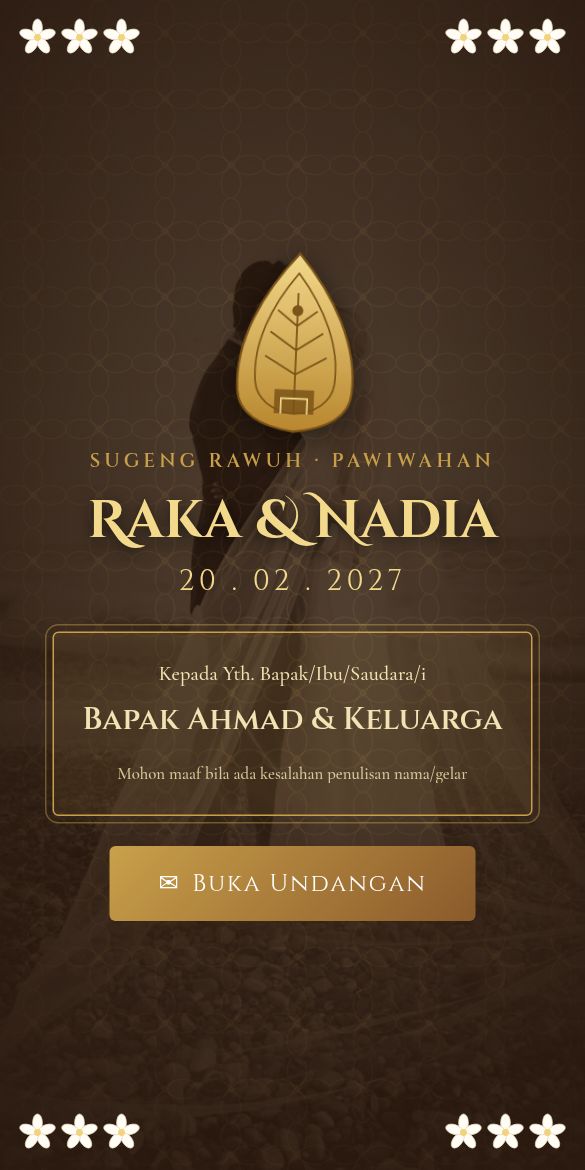 SUGENG RAWUH · PAWIWAHAN
RAKA & NADIA
20 . 02 . 2027
Kepada Yth. Bapak/Ibu/Saudara/i
BAPAK AHMAD & KELUARGA
Mohon maaf bila ada kesalahan penulisan nama/gelar
✉ BUKA UNDANGAN